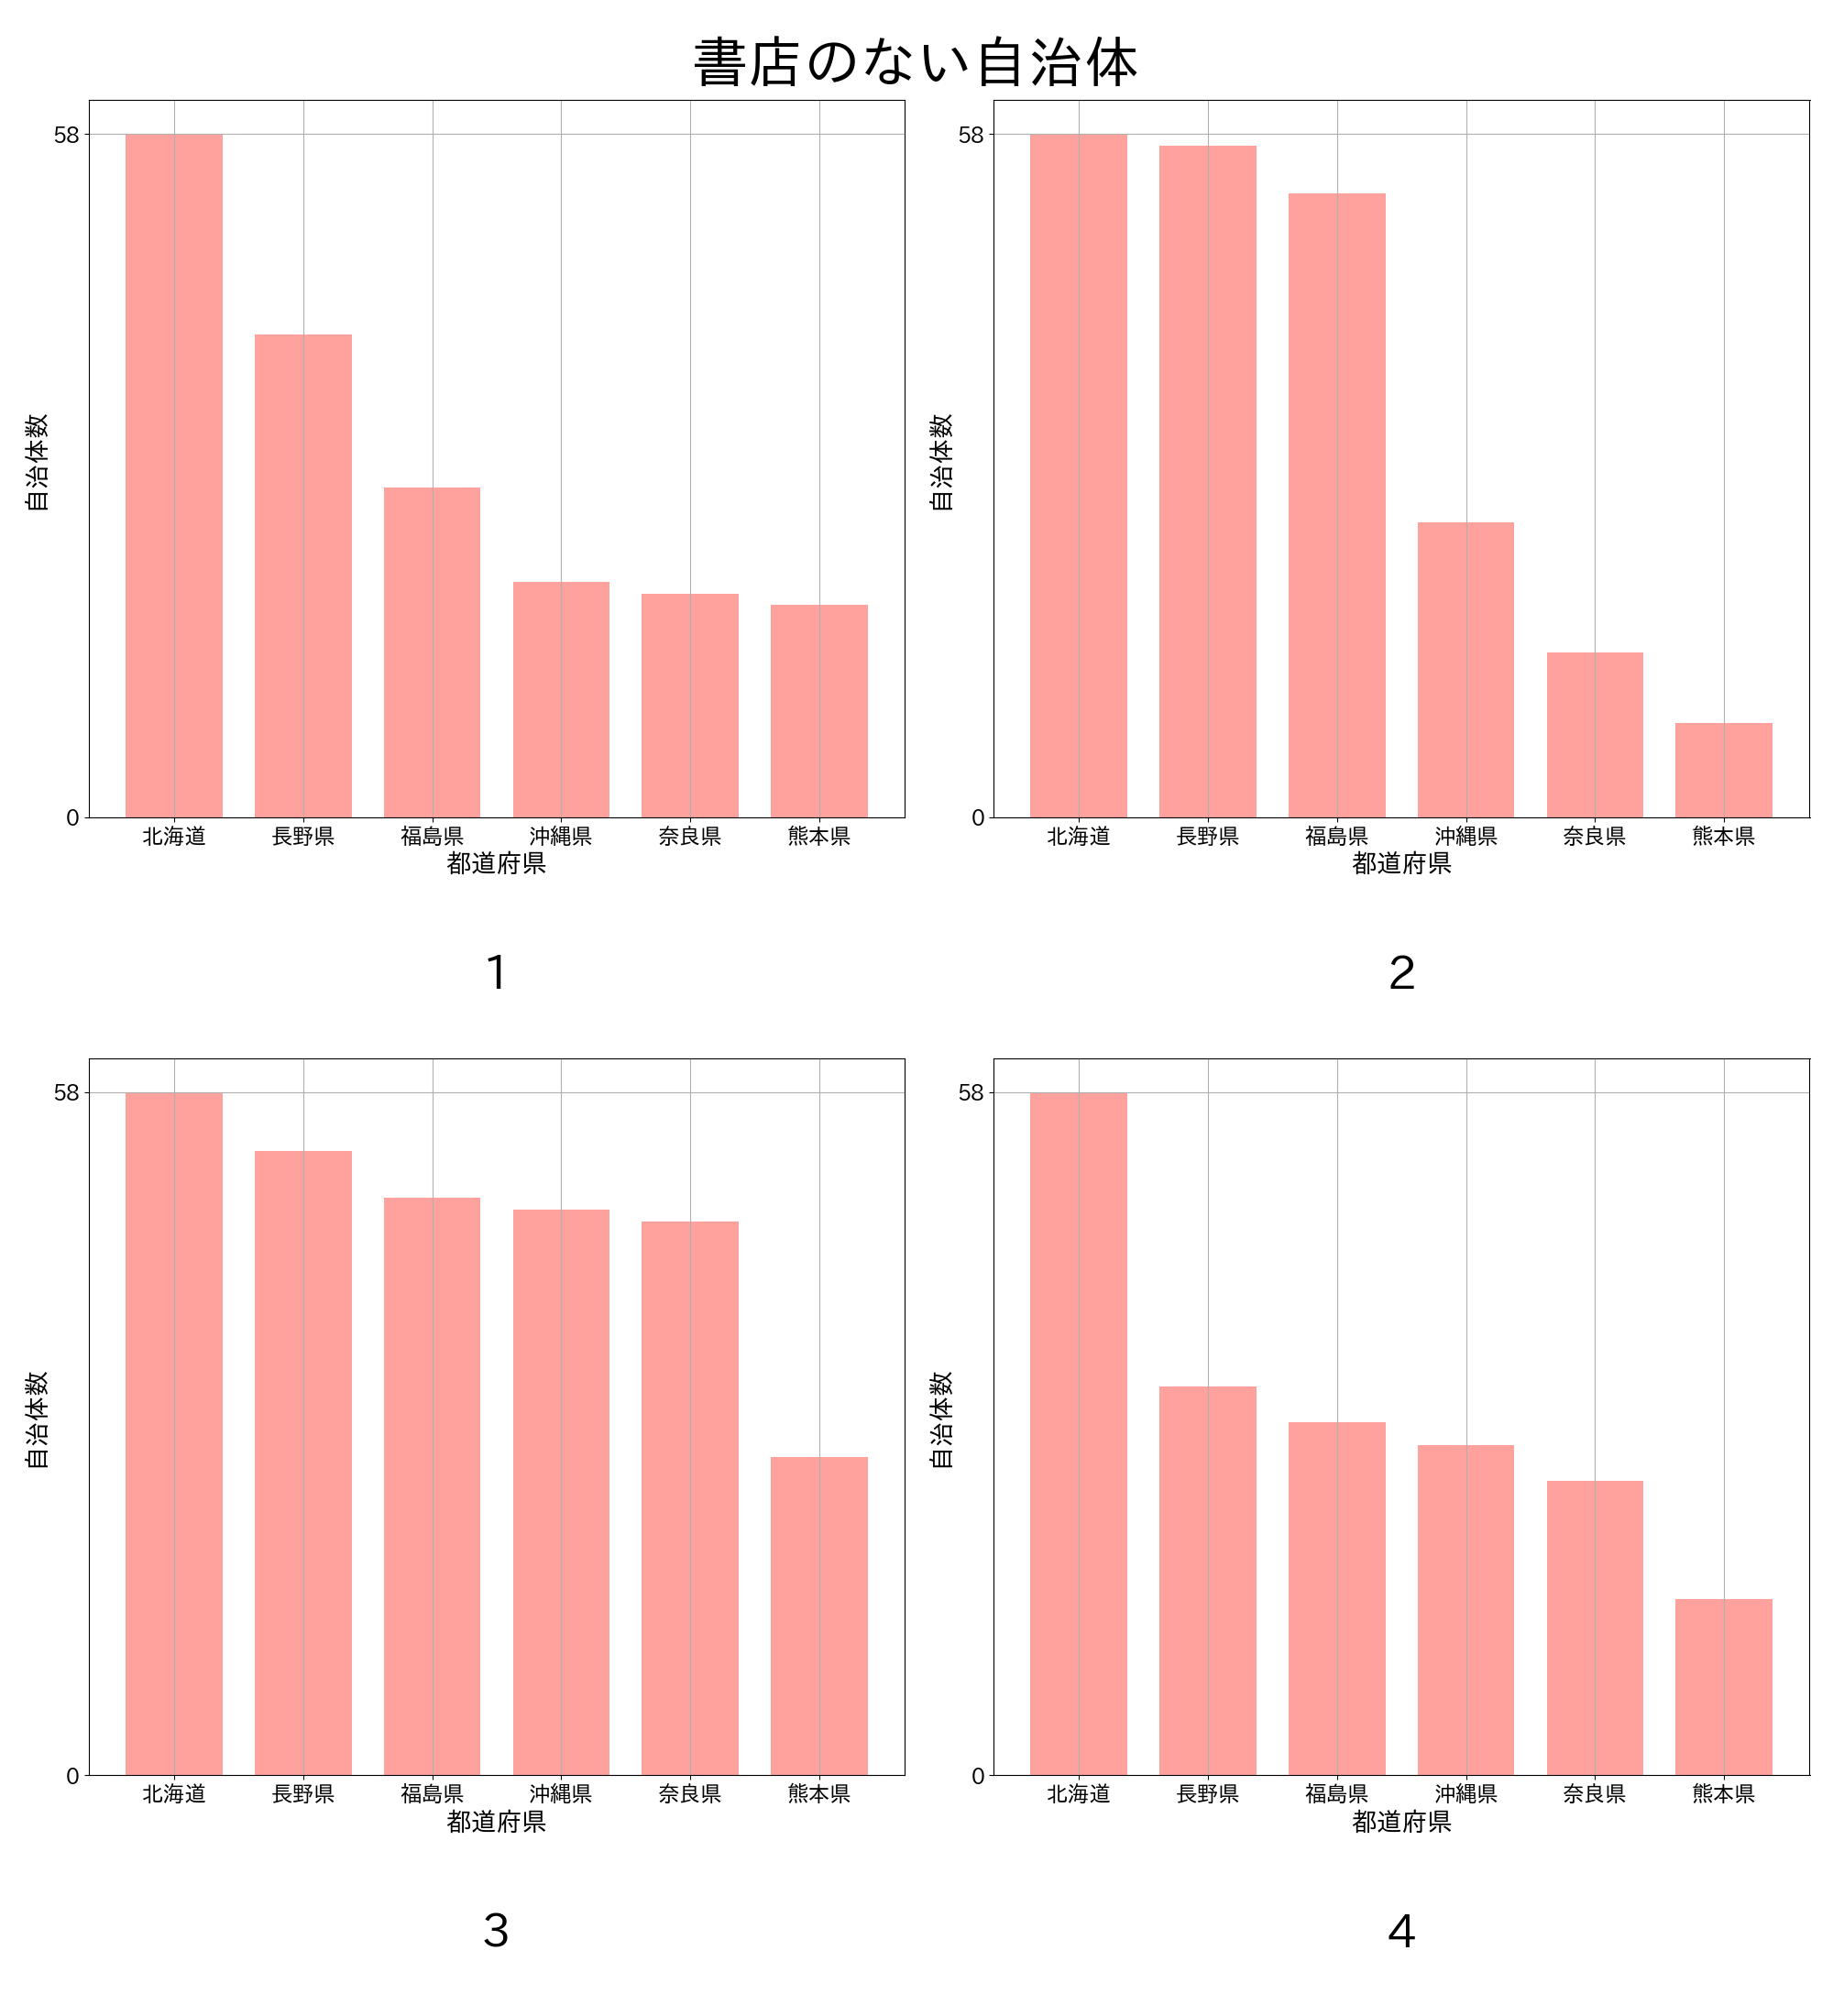 書店のない自治体
58
0
自治体数
北海道 長野県 福島県 沖縄県 奈良県 熊本県
都道府県
1
58
0
自治体数
北海道 長野県 福島県 沖縄県 奈良県 熊本県
都道府県
2
58
0
自治体数
北海道 長野県 福島県 沖縄県 奈良県 熊本県
都道府県
3
58
0
自治体数
北海道 長野県 福島県 沖縄県 奈良県 熊本県
都道府県
4